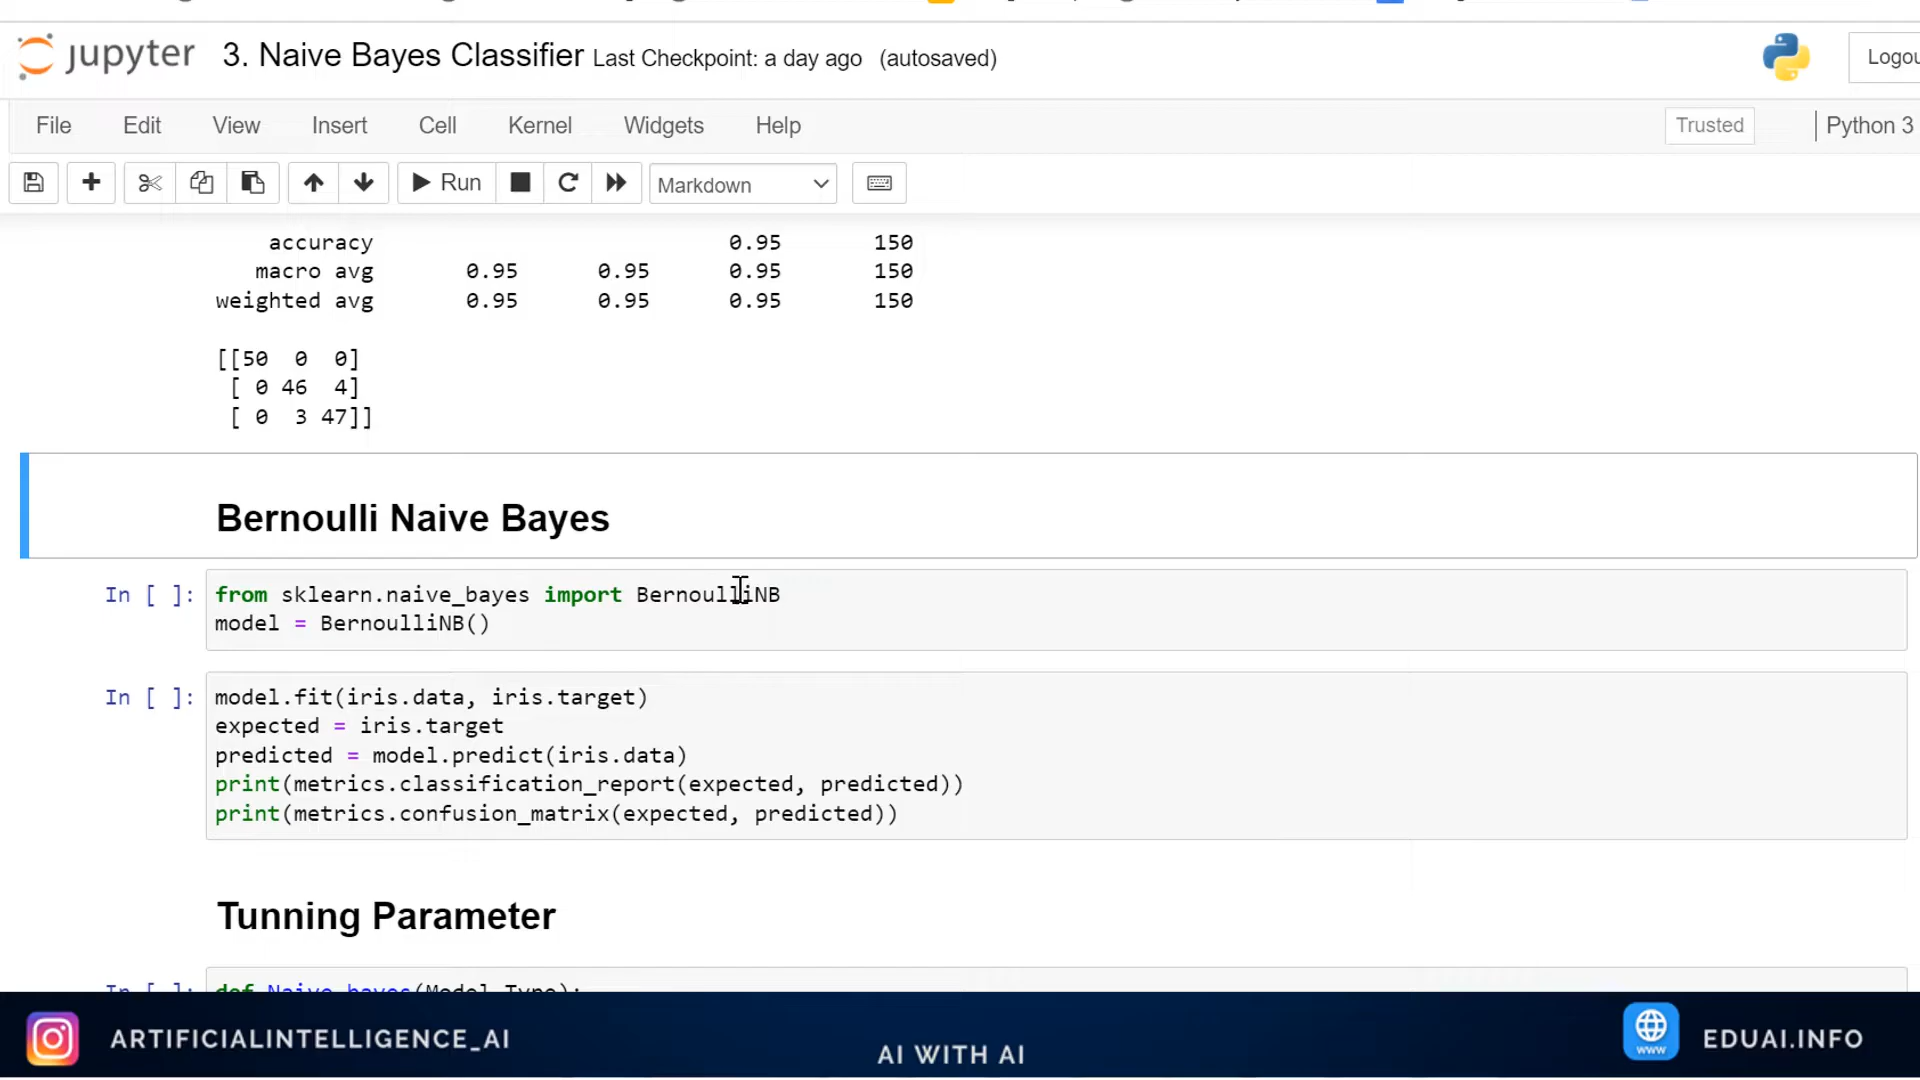 jupyter 3. Naive Bayes Classifier Last Checkpoint: a day ago (autosaved)
Logou
File Edit View Insert Cell Kernel Widgets Help Trusted Python 3
Run Markdown
accuracy 0.95 150
macro avg 0.95 0.95 0.95 150
weighted avg 0.95 0.95 0.95 150
[[50 0 0]
[ 0 46 4]
[ 0 3 47]]
Bernoulli Naive Bayes
In [ ]: from sklearn.naive_bayes import BernoulliNB
model = BernoulliNB()
In [ ]: model.fit(iris.data, iris.target)
expected = iris.target
predicted = model.predict(iris.data)
print(metrics.classification_report(expected, predicted))
print(metrics.confusion_matrix(expected, predicted))
Tunning Parameter
In [ ]: def Naive_bayes(Model_Type):
ARTIFICIALINTELLIGENCE_AI
AI WITH AI
WWW
EDUAI.INFO